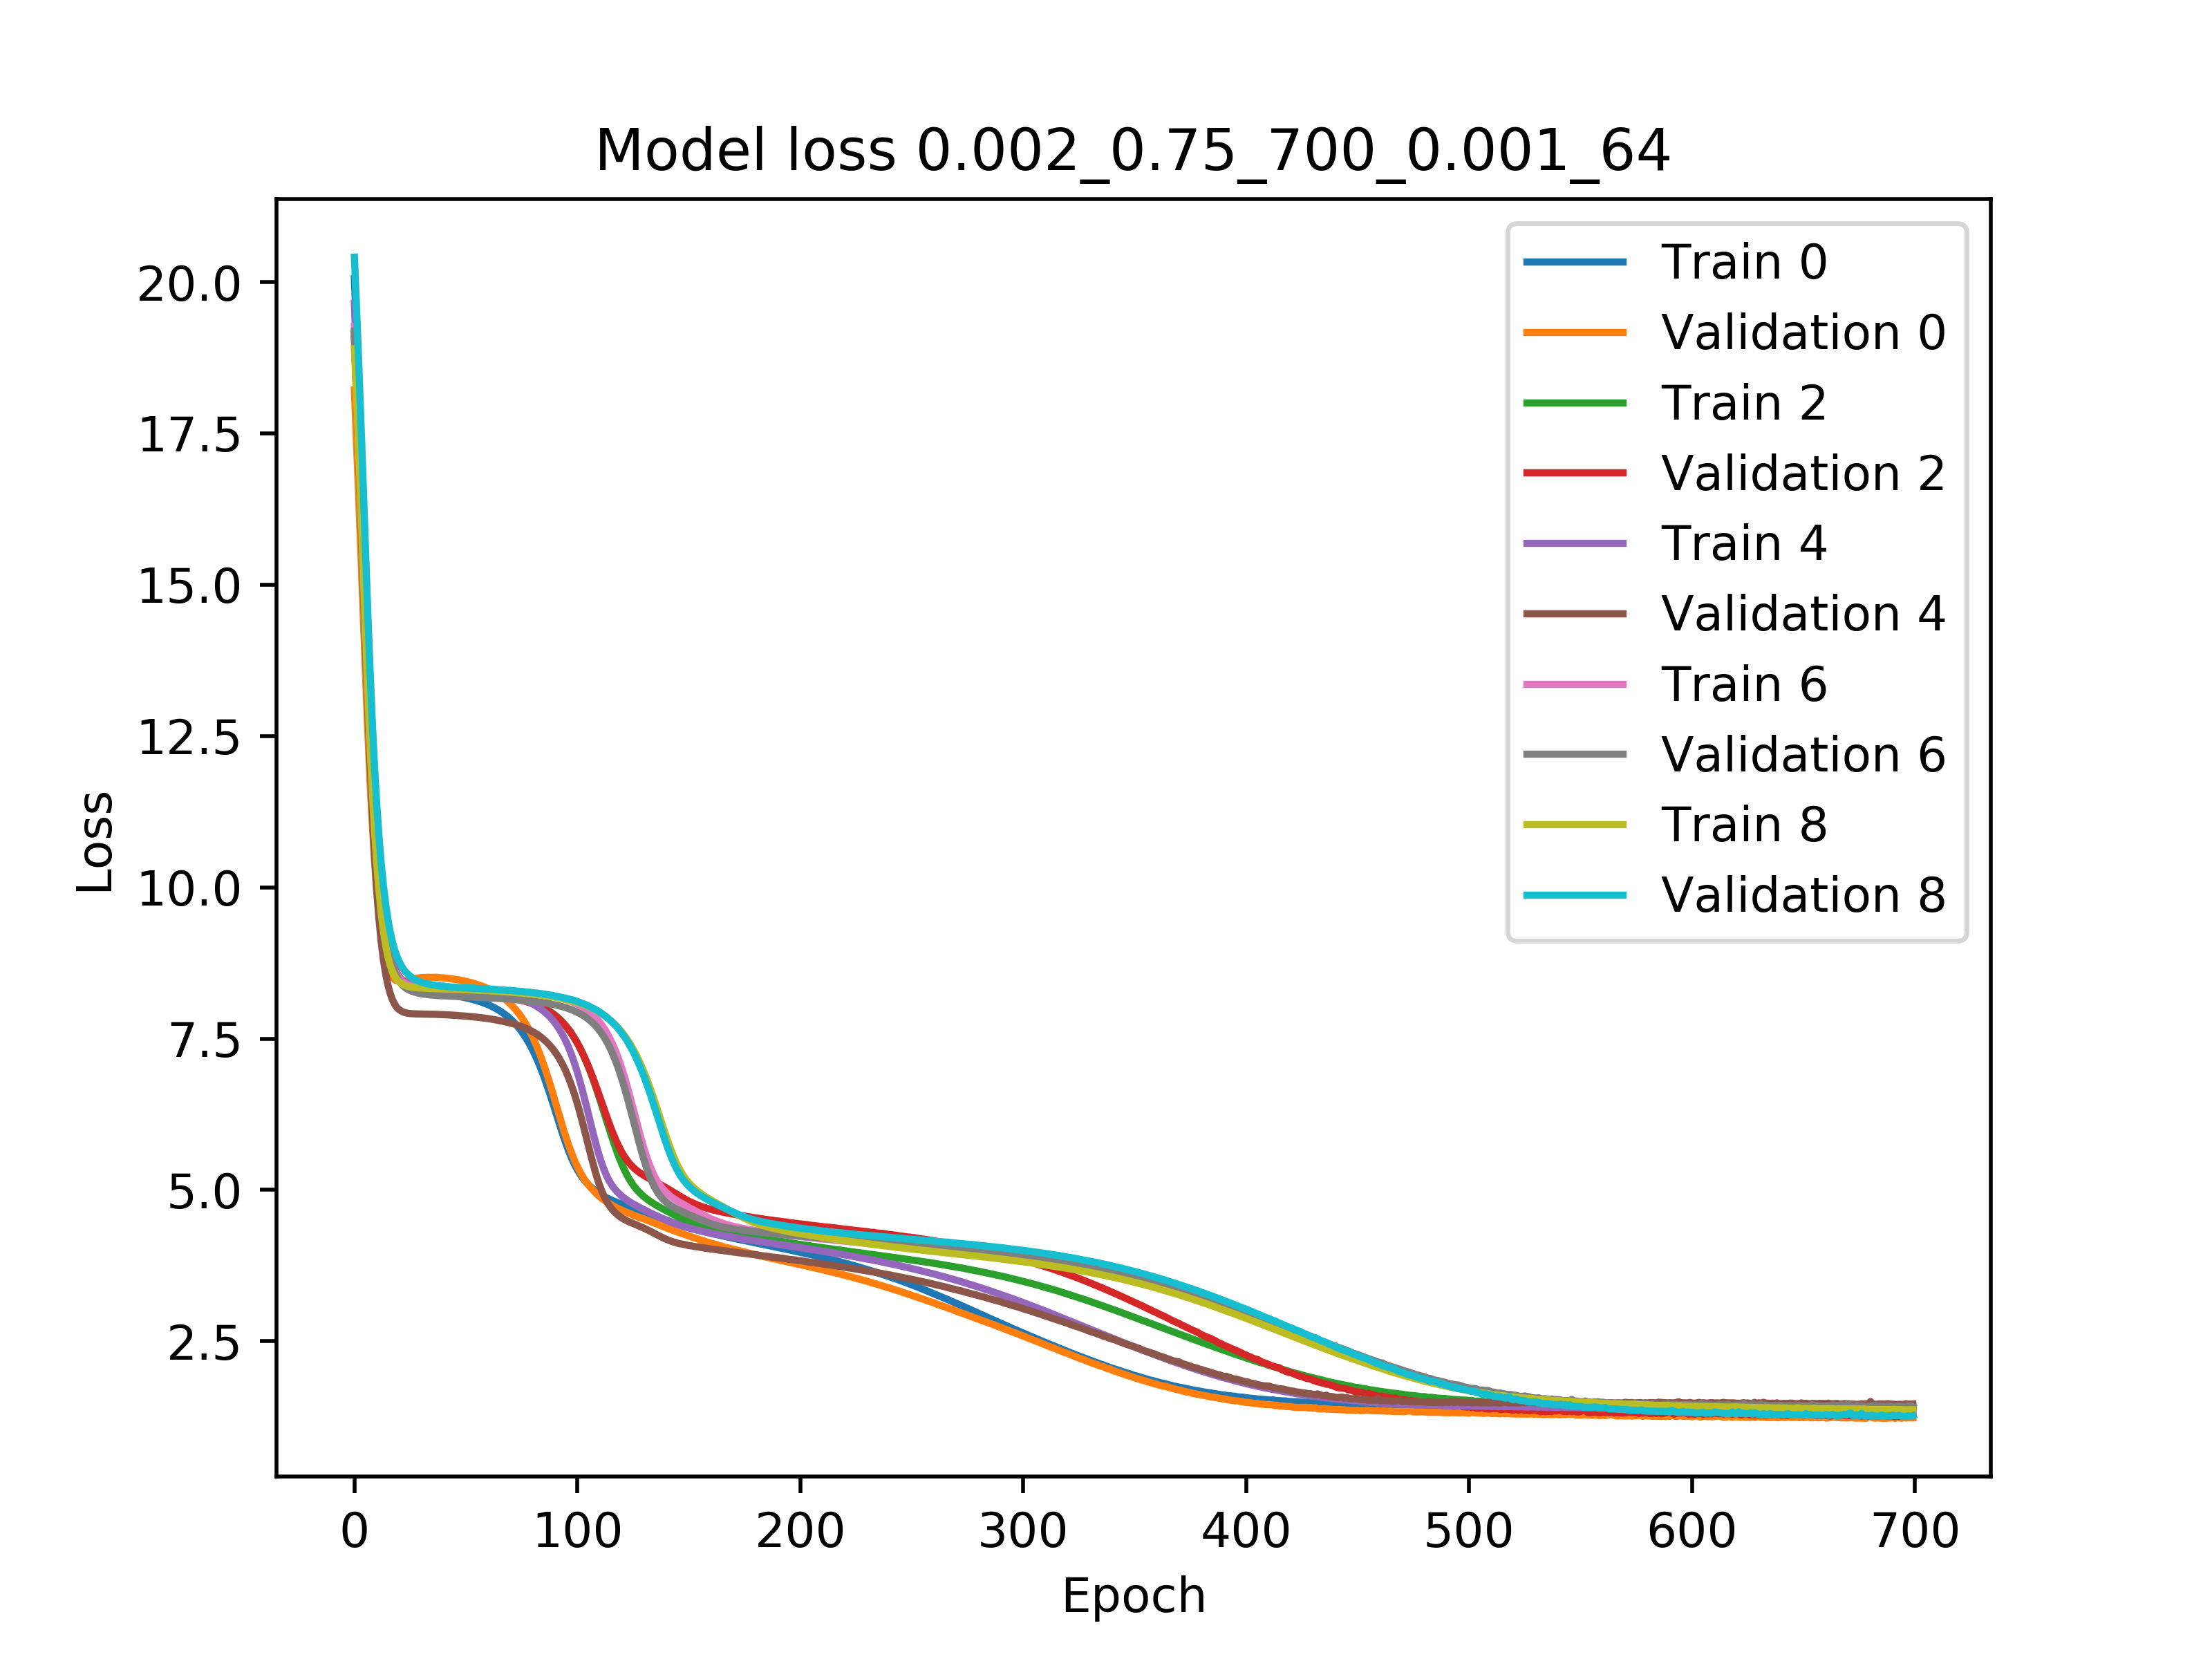 Model loss 0.002_0.75_700_0.001_64
20.0
17.5
15.0
12.5
10.0
7.5
5.0
2.5
Loss
0 100 200 300 400 500 600 700
Epoch
Train 0
Validation 0
Train 2
Validation 2
Train 4
Validation 4
Train 6
Validation 6
Train 8
Validation 8